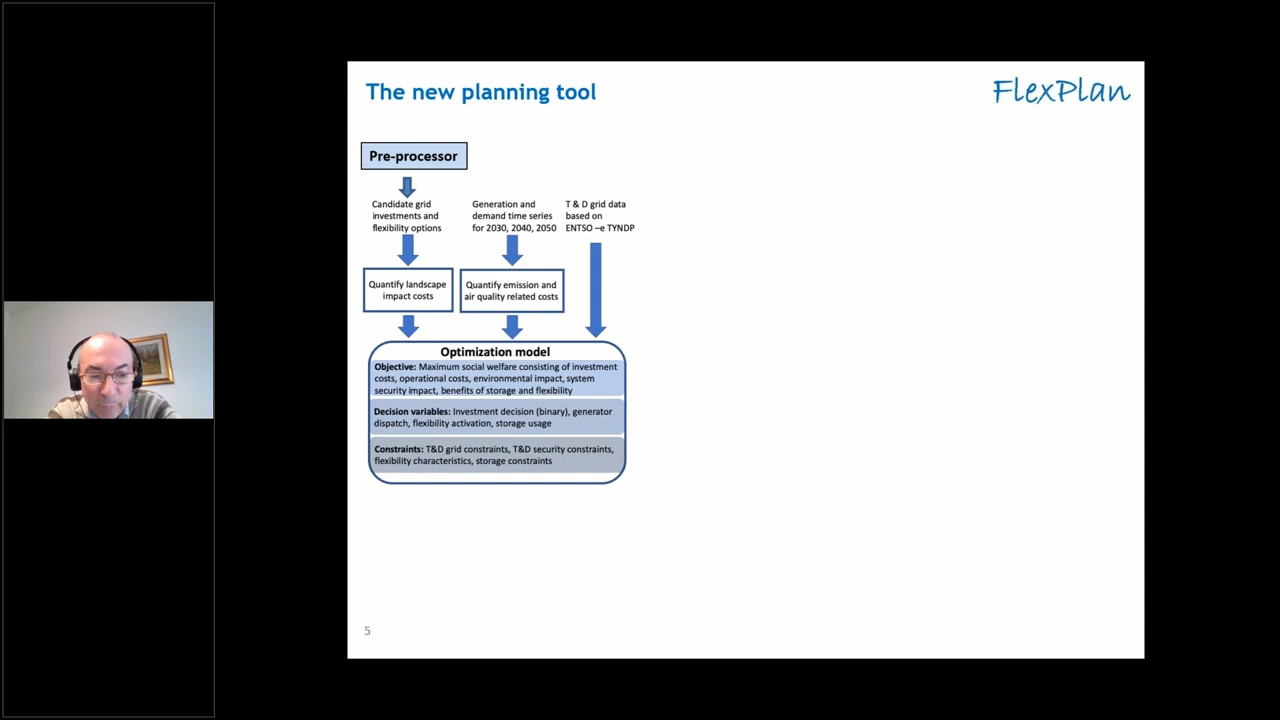 The new planning tool
FlexPlan
Pre-processor
Candidate grid
investments and
flexibility options
Generation and
demand time series
for 2030, 2040, 2050
T & D grid data
based on
ENTSO –e TYNDP
Quantify landscape
impact costs
Quantify emission and
air quality related costs
Optimization model
Objective: Maximum social welfare consisting of investment
costs, operational costs, environmental impact, system
security impact, benefits of storage and flexibility
Decision variables: Investment decision (binary), generator
dispatch, flexibility activation, storage usage
Constraints: T&D grid constraints, T&D security constraints,
flexibility characteristics, storage constraints
5